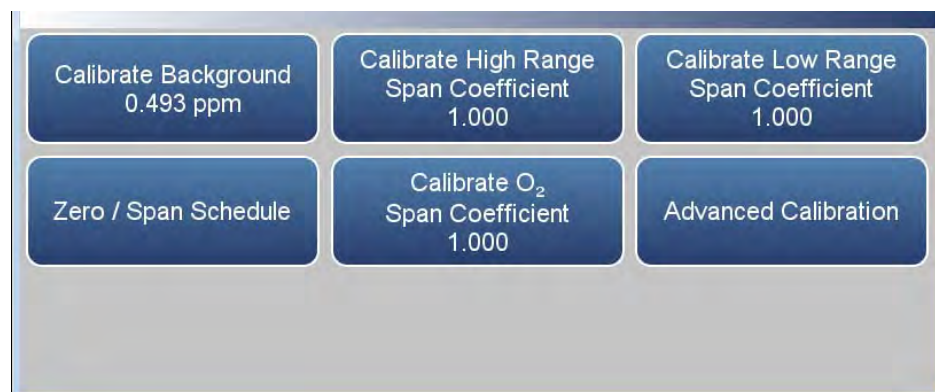 Calibrate Background
0.493 ppm
Calibrate High Range
Span Coefficient
1.000
Calibrate Low Range
Span Coefficient
1.000
Zero / Span Schedule
Calibrate O₂
Span Coefficient
1.000
Advanced Calibration